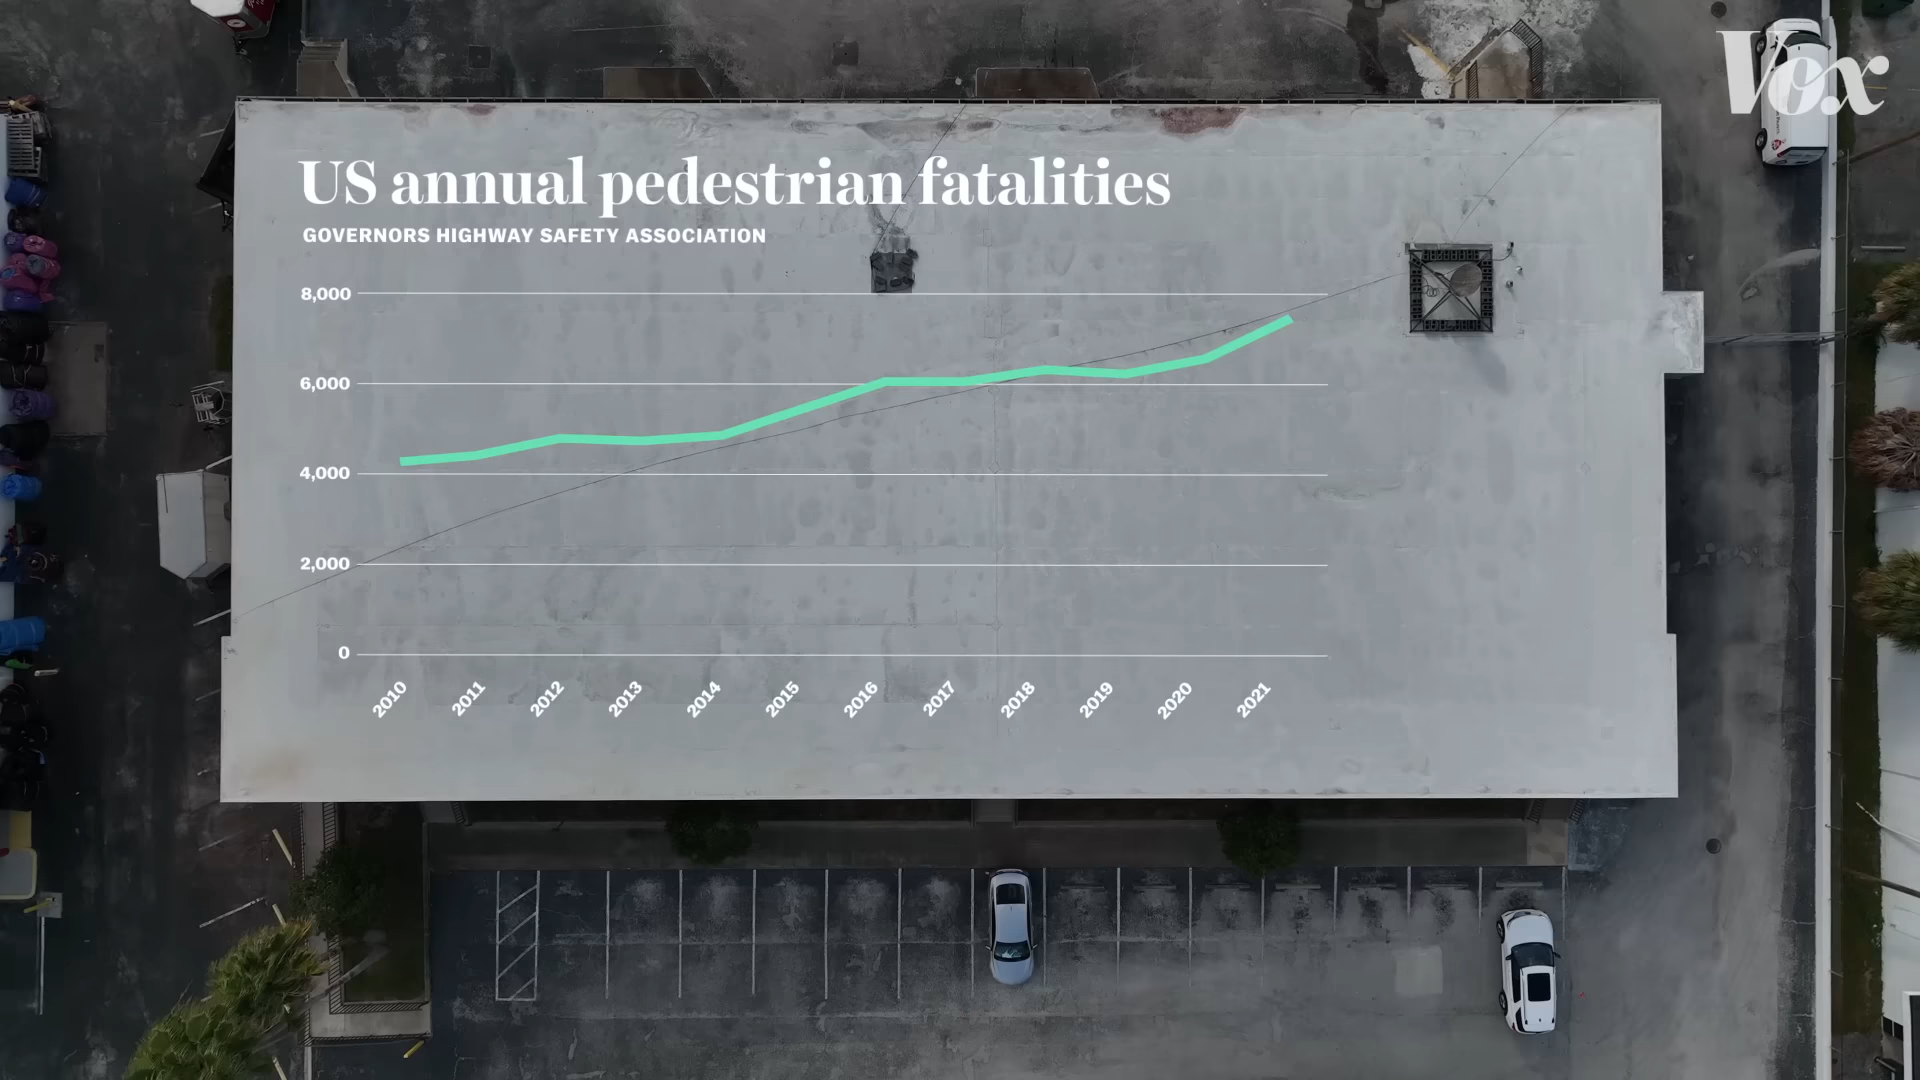 Vox
US annual pedestrian fatalities
GOVERNORS HIGHWAY SAFETY ASSOCIATION
8,000
6,000
4,000
2,000
0
2010 2011 2012 2013 2014 2015 2016 2017 2018 2019 2020 2021